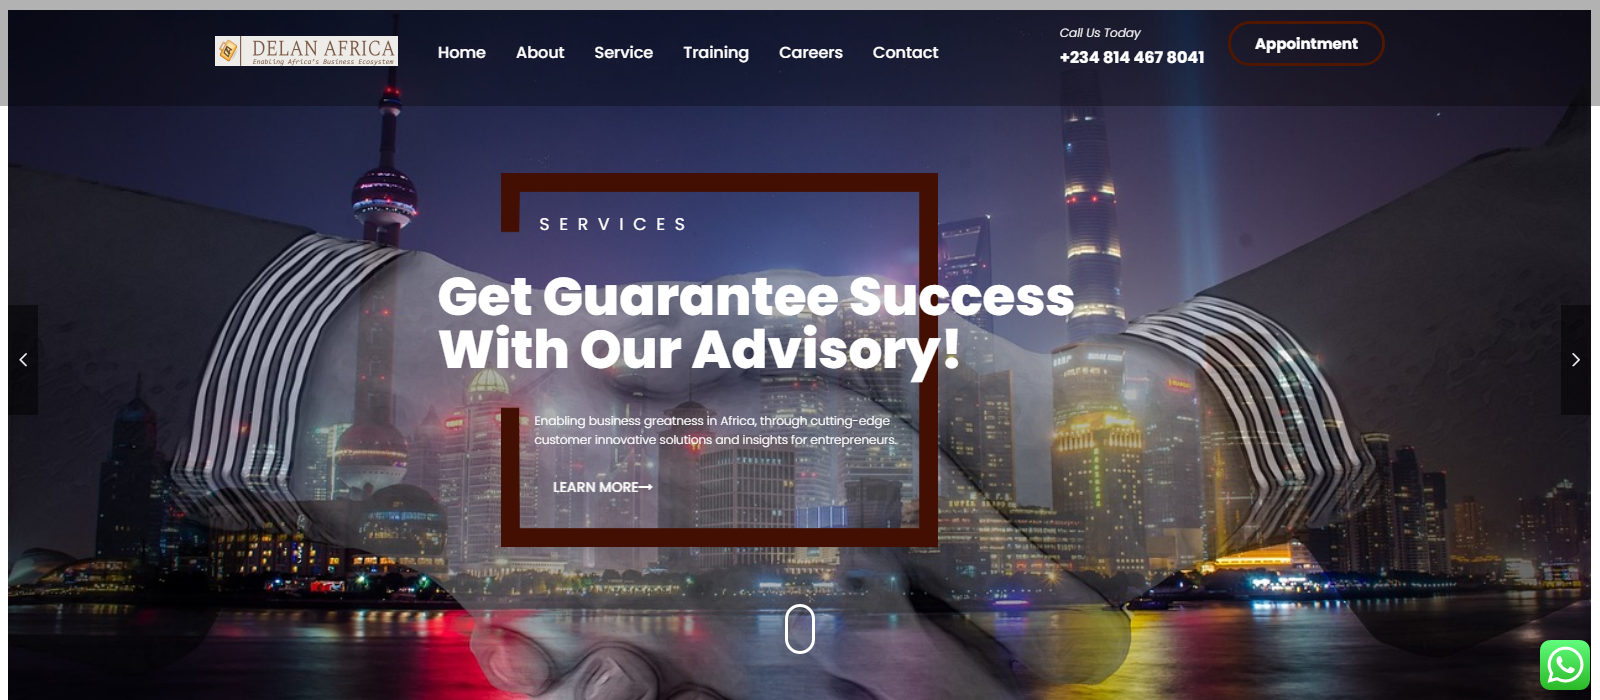 DELAN AFRICA
Enabling Africa's Business Ecosystem
Home About Service Training Careers Contact
Call Us Today
+234 814 467 8041
Appointment
SERVICES
Get Guarantee Success
With Our Advisory!
Enabling business greatness in Africa, through cutting-edge
customer innovative solutions and insights for entrepreneurs.
LEARN MORE